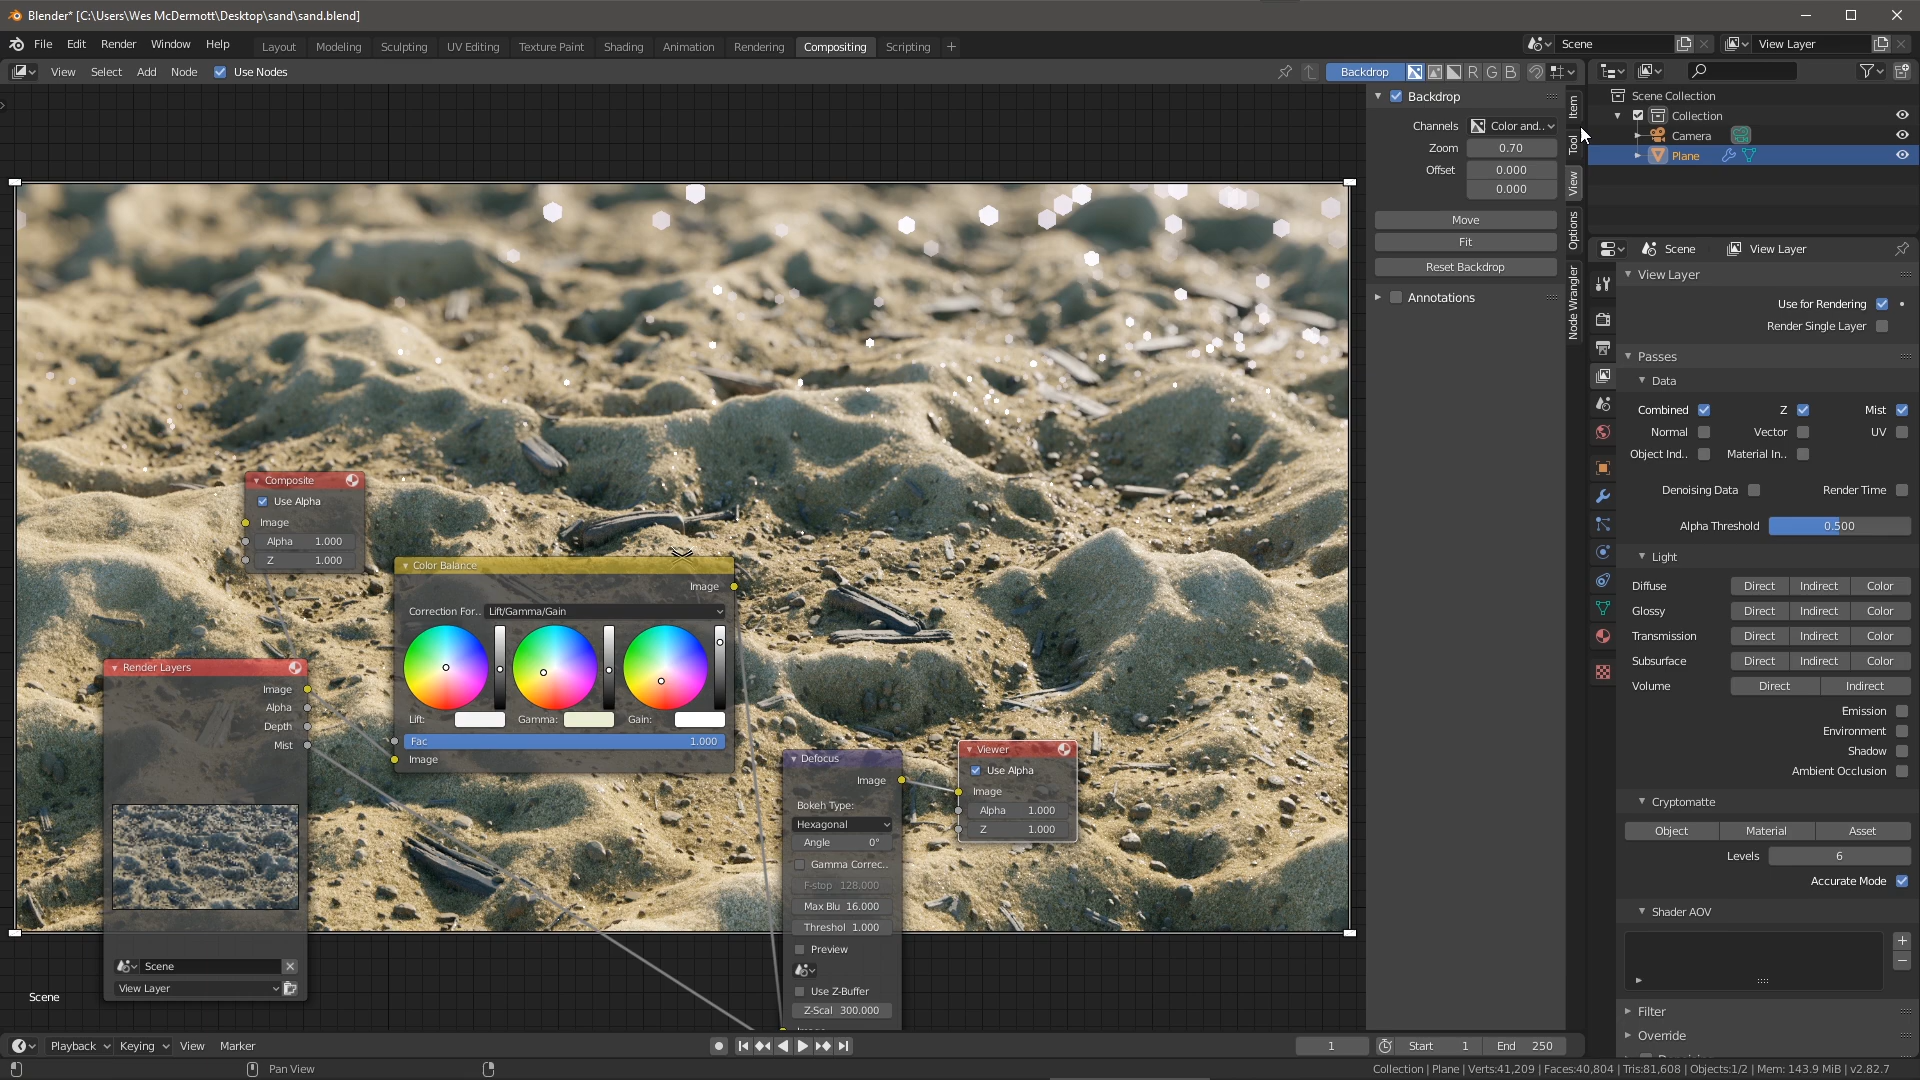 Blender* [C:\Users\Wes McDermott\Desktop\sand\sand.blend]
File Edit Render Window Help
Layout Modeling Sculpting UV Editing Texture Paint Shading Animation Rendering Compositing Scripting +
Scene
View Layer
View Select Add Node Use Nodes
Backdrop
R G B
Backdrop
Channels Color and..
Zoom 0.70
Offset 0.000
0.000
Move
Fit
Reset Backdrop
Annotations
Item
Tool
View
Options
Node Wrangler
Scene Collection
Collection
Camera
Plane
Scene View Layer
View Layer
Use for Rendering
Render Single Layer
Passes
Data
Combined Z Mist
Normal Vector UV
Object Ind.. Material In..
Denoising Data Render Time
Alpha Threshold 0.500
Light
Diffuse Direct Indirect Color
Glossy Direct Indirect Color
Transmission Direct Indirect Color
Subsurface Direct Indirect Color
Volume Direct Indirect
Emission
Environment
Shadow
Ambient Occlusion
Cryptomatte
Object Material Asset
Levels 6
Accurate Mode
Shader AOV
Filter
Override
Composite
Use Alpha
Image
Alpha 1.000
Z 1.000
Color Balance
Image
Correction For.. Lift/Gamma/Gain
Lift: Gamma: Gain:
Fac 1.000
Image
Render Layers
Image
Alpha
Depth
Mist
Scene
View Layer
Defocus
Image
Bokeh Type:
Hexagonal
Angle 0°
Gamma Correc..
F-stop 128.000
Max Blu 16.000
Threshol 1.000
Preview
Use Z-Buffer
Z-Scal 300.000
Viewer
Use Alpha
Image
Alpha 1.000
Z 1.000
Scene
Playback Keying View Marker
1
Start 1 End 250
Pan View
Collection | Plane | Verts:41,209 | Faces:40,804 | Tris:81,608 | Objects:1/2 | Mem: 143.9 MiB | v2.82.7